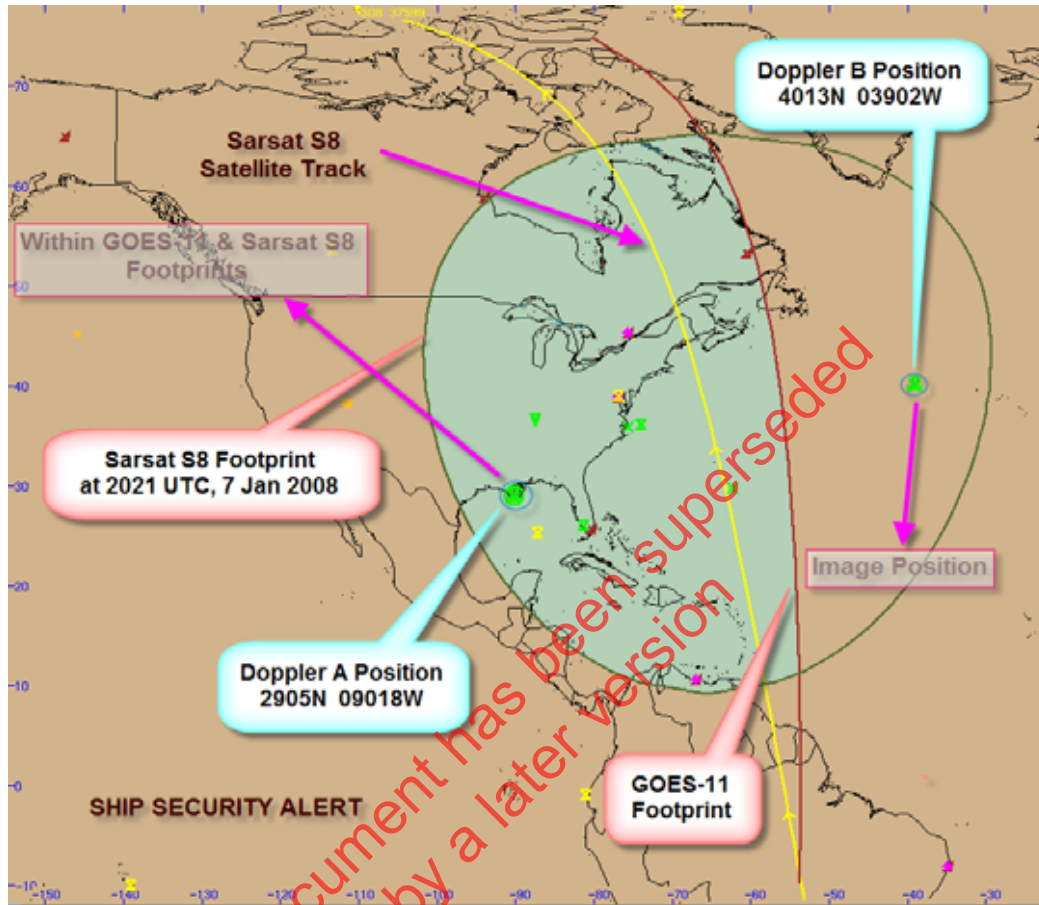 SDB 37599
Doppler B Position
4013N 03902W
Sarsat S8
Satellite Track
Within GOES-11 & Sarsat S8
Footprints
Sarsat S8 Footprint
at 2021 UTC, 7 Jan 2008
Image Position
Doppler A Position
2905N 09018W
GOES-11
Footprint
SHIP SECURITY ALERT
cument has been superseded
by a later version
70
60
50
40
30
20
10
0
-10
-150
-140
-130
-120
-110
-100
-90
-80
-70
-60
-50
-40
-30